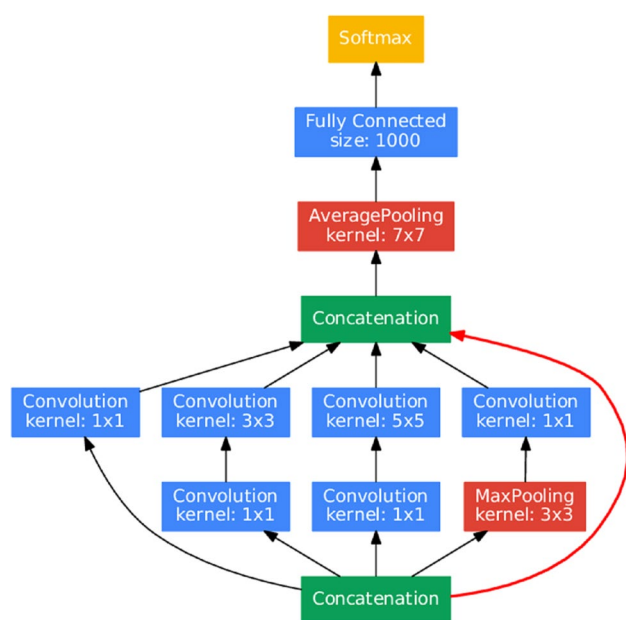 Softmax
Fully Connected
size: 1000
AveragePooling
kernel: 7x7
Concatenation
Convolution
kernel: 1x1
Convolution
kernel: 3x3
Convolution
kernel: 5x5
Convolution
kernel: 1x1
Convolution
kernel: 1x1
Convolution
kernel: 1x1
MaxPooling
kernel: 3x3
Concatenation